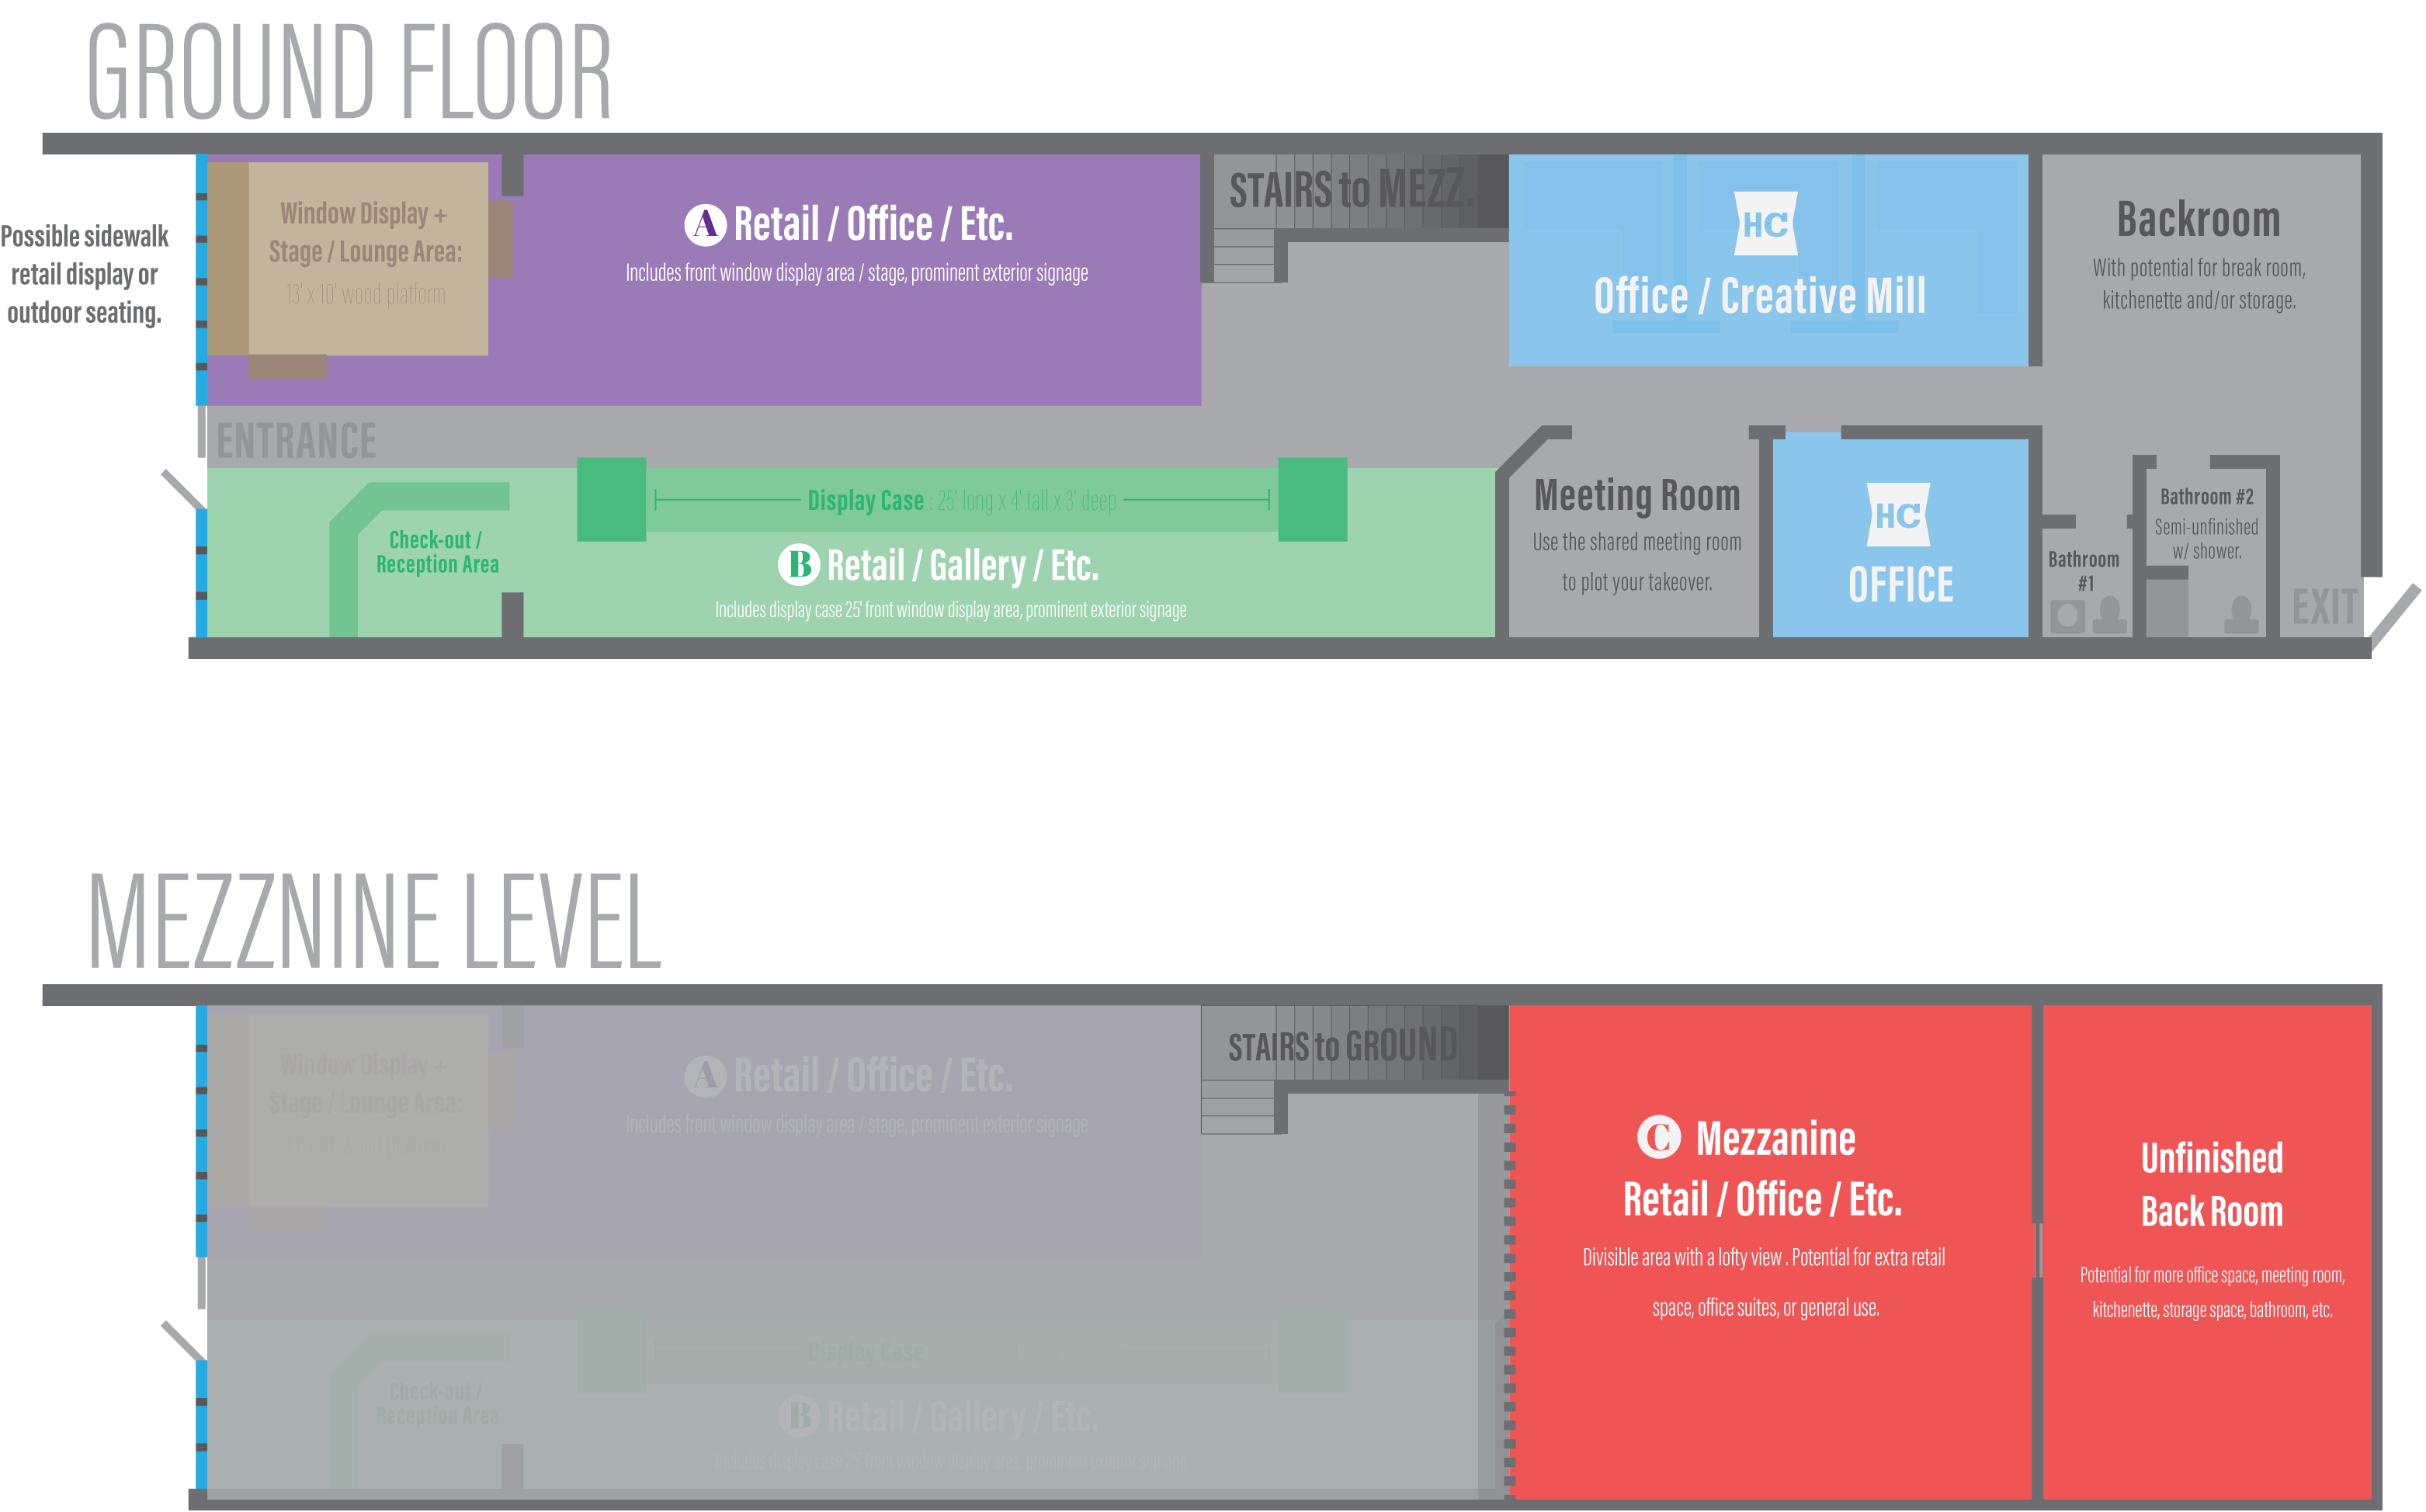 GROUND FLOOR
Possible sidewalk
retail display or
outdoor seating.
Window Display +
Stage / Lounge Area:
13' x 10' wood platform
A Retail / Office / Etc.
Includes front window display area / stage, prominent exterior signage
STAIRS to MEZZ.
HC
Office / Creative Mill
Backroom
With potential for break room,
kitchenette and/or storage.
ENTRANCE
Check-out /
Reception Area
Display Case : 25' long x 4' tall x 3' deep
B Retail / Gallery / Etc.
Includes display case 25' front window display area, prominent exterior signage
Meeting Room
Use the shared meeting room
to plot your takeover.
HC
OFFICE
Bathroom
#1
Bathroom #2
Semi-unfinished
w/ shower.
EXIT
MEZZNINE LEVEL
Window Display +
Stage / Lounge Area:
A Retail / Office / Etc.
Includes front window display area / stage, prominent exterior signage
STAIRS to GROUND
Check-out /
Reception Area
Display Case
B Retail / Gallery / Etc.
Includes display case 25' front window display area, prominent exterior signage
C Mezzanine
Retail / Office / Etc.
Divisible area with a lofty view . Potential for extra retail
space, office suites, or general use.
Unfinished
Back Room
Potential for more office space, meeting room,
kitchenette, storage space, bathroom, etc.